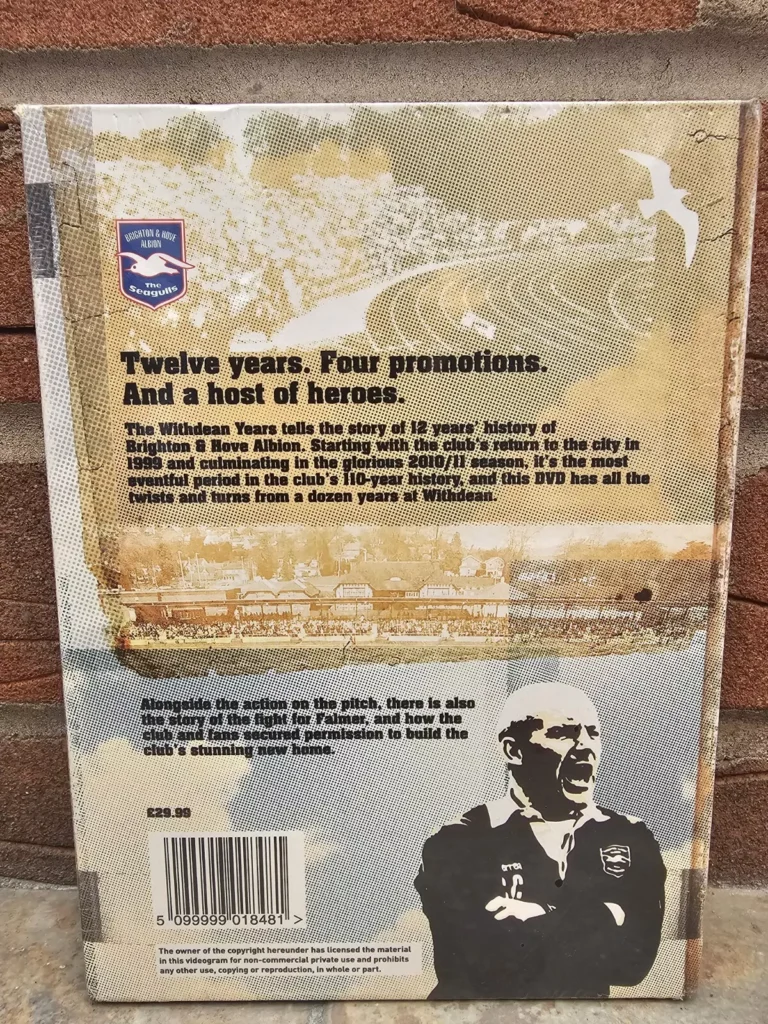 BRIGHTON & HOVE
ALBION
The
Seagulls
Twelve years. Four promotions.
And a host of heroes.
The Withdean Years tells the story of 12 years' history of
Brighton & Hove Albion. Starting with the club's return to the city in
1999 and culminating in the glorious 2010/11 season, it's the most
eventful period in the club's 110-year history, and this DVD has all the
twists and turns from a dozen years at Withdean.
Alongside the action on the pitch, there is also
the story of the fight for Falmer, and how the
club and fans secured permission to build the
club's stunning new home.
£29.99
5 099999 018481 >
The owner of the copyright hereunder has licensed the material
in this videogram for non-commercial private use and prohibits
any other use, copying or reproduction, in whole or part.